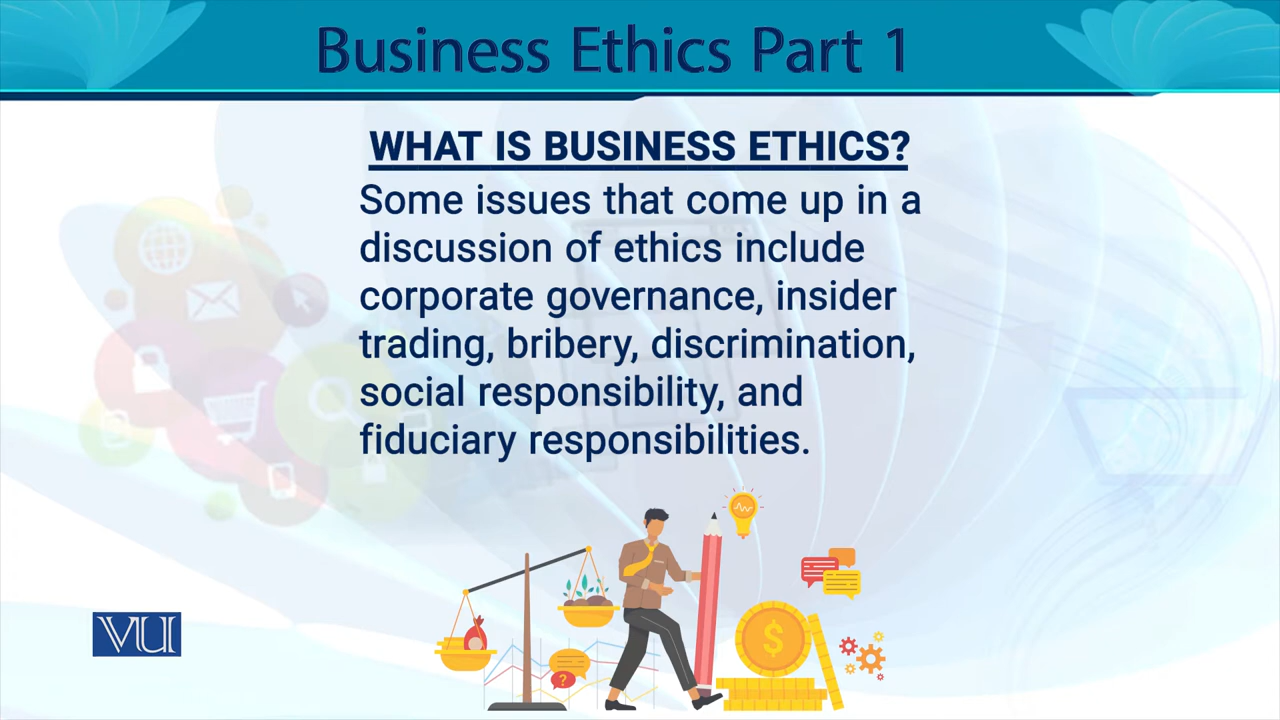 Business Ethics Part 1
WHAT IS BUSINESS ETHICS?
Some issues that come up in a
discussion of ethics include
corporate governance, insider
trading, bribery, discrimination,
social responsibility, and
fiduciary responsibilities.
$
?
VU